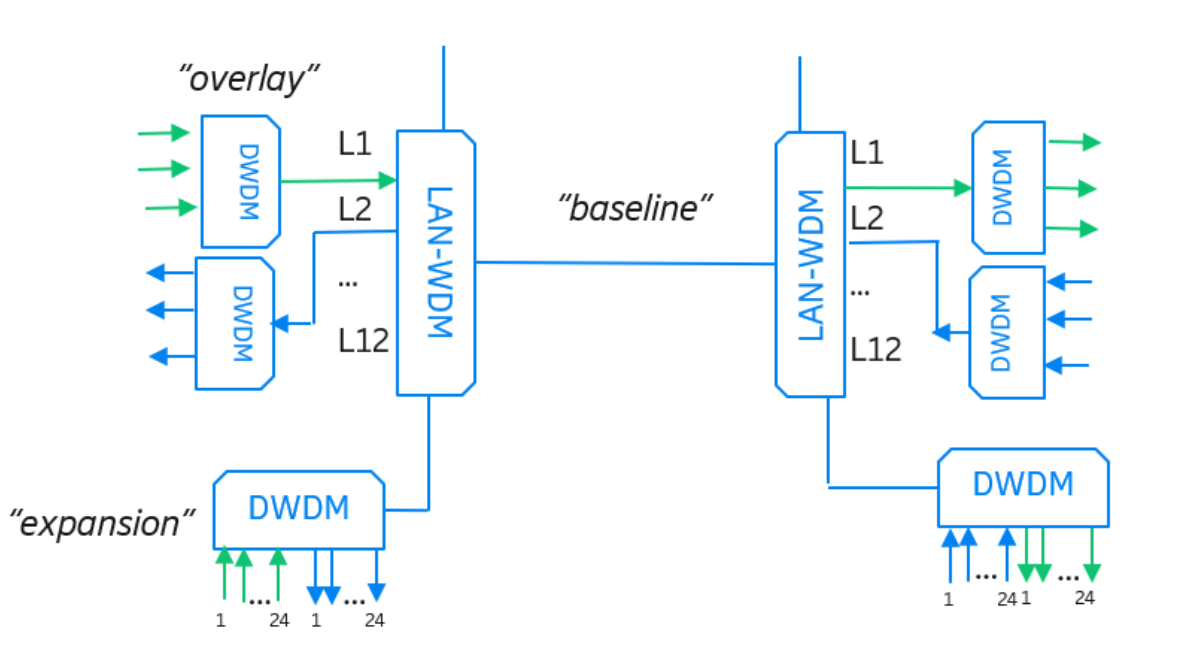 “overlay”
DWDM
L1
L2
...
L12
LAN-WDM
DWDM
“baseline”
LAN-WDM
L1
L2
...
L12
DWDM
DWDM
“expansion”
DWDM
... ...
1 24 1 24
DWDM
... ...
1 24 1 24